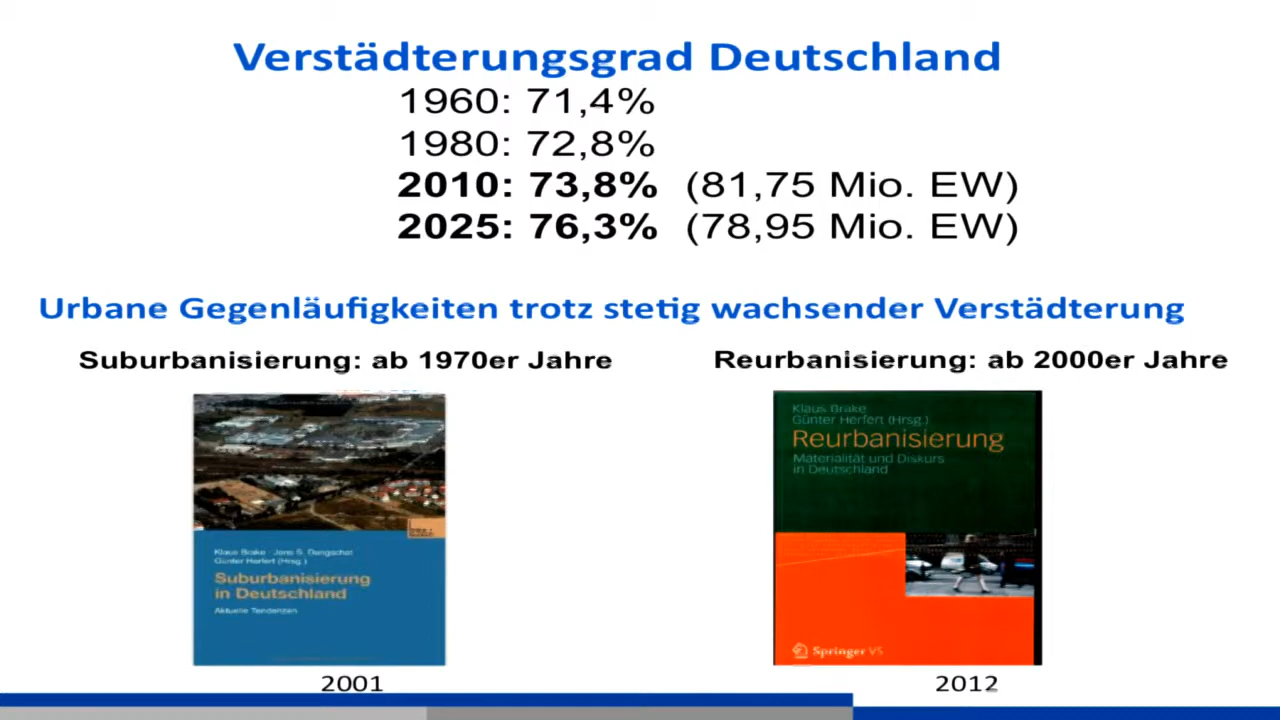 Verstädterungsgrad Deutschland
1960: 71,4%
1980: 72,8%
2010: 73,8% (81,75 Mio. EW)
2025: 76,3% (78,95 Mio. EW)
Urbane Gegenläufigkeiten trotz stetig wachsender Verstädterung
Suburbanisierung: ab 1970er Jahre
Klaus Brake · Jens S. Dangschat
Günter Herfert (Hrsg.)
Suburbanisierung
in Deutschland
Aktuelle Tendenzen
2001
Reurbanisierung: ab 2000er Jahre
Klaus Brake
Günter Herfert (Hrsg.)
Reurbanisierung
Materialität und Diskurs
in Deutschland
Springer VS
2012